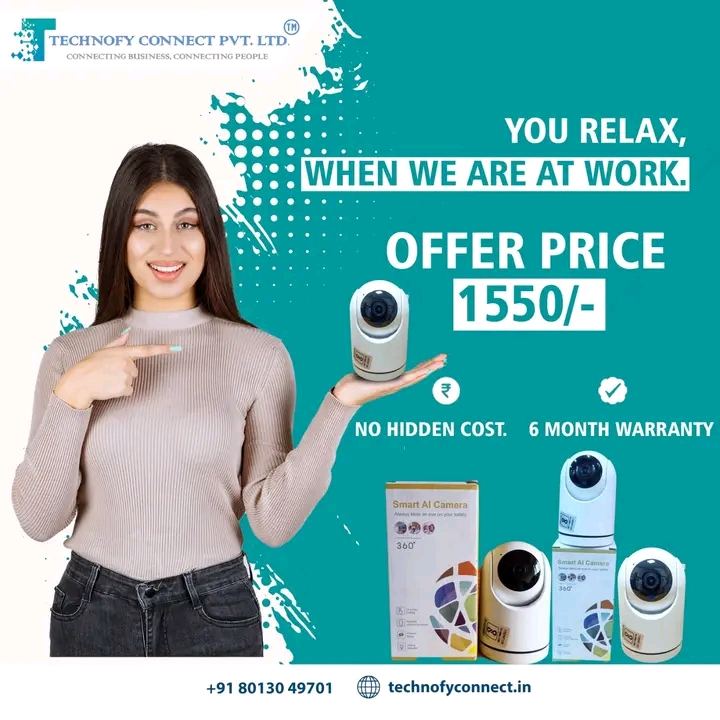 TECHNOFY CONNECT PVT. LTD. TM
CONNECTING BUSINESS, CONNECTING PEOPLE
YOU RELAX,
WHEN WE ARE AT WORK.
OFFER PRICE
1550/-
₹
NO HIDDEN COST.
6 MONTH WARRANTY
Smart AI Camera
360°
Smart AI Camera
360°
+91 80130 49701
technofyconnect.in